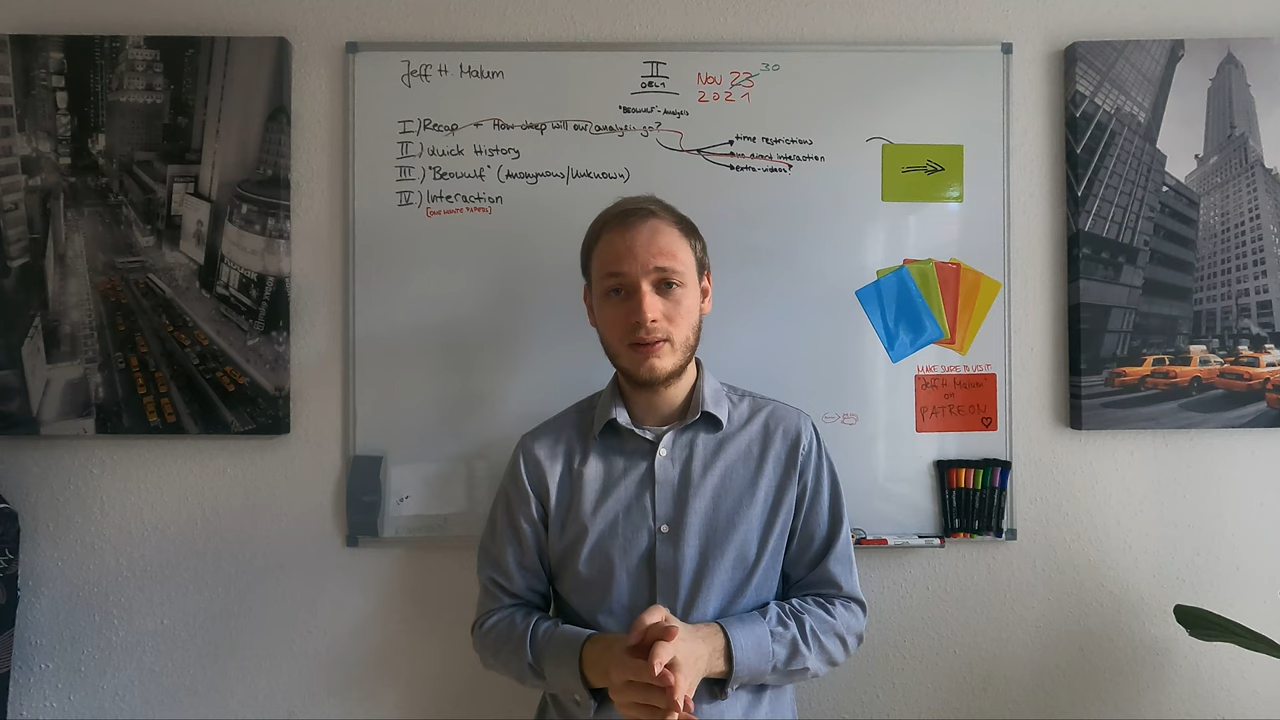 Jeff H. Malum
II
OEL1
Nov 23 30
2021
"BEOWULF"-Analysis
I.) Recap + How deep will our analysis go?
time restrictions
no direct interaction
extra-videos?
II.) Quick History
III.) "Beowulf" (Anonymous/Unknown)
IV.) Interaction
[ONE MINUTE PAPERS]
MAKE SURE TO VISIT
"Jeff H Malum"
on
PATREON